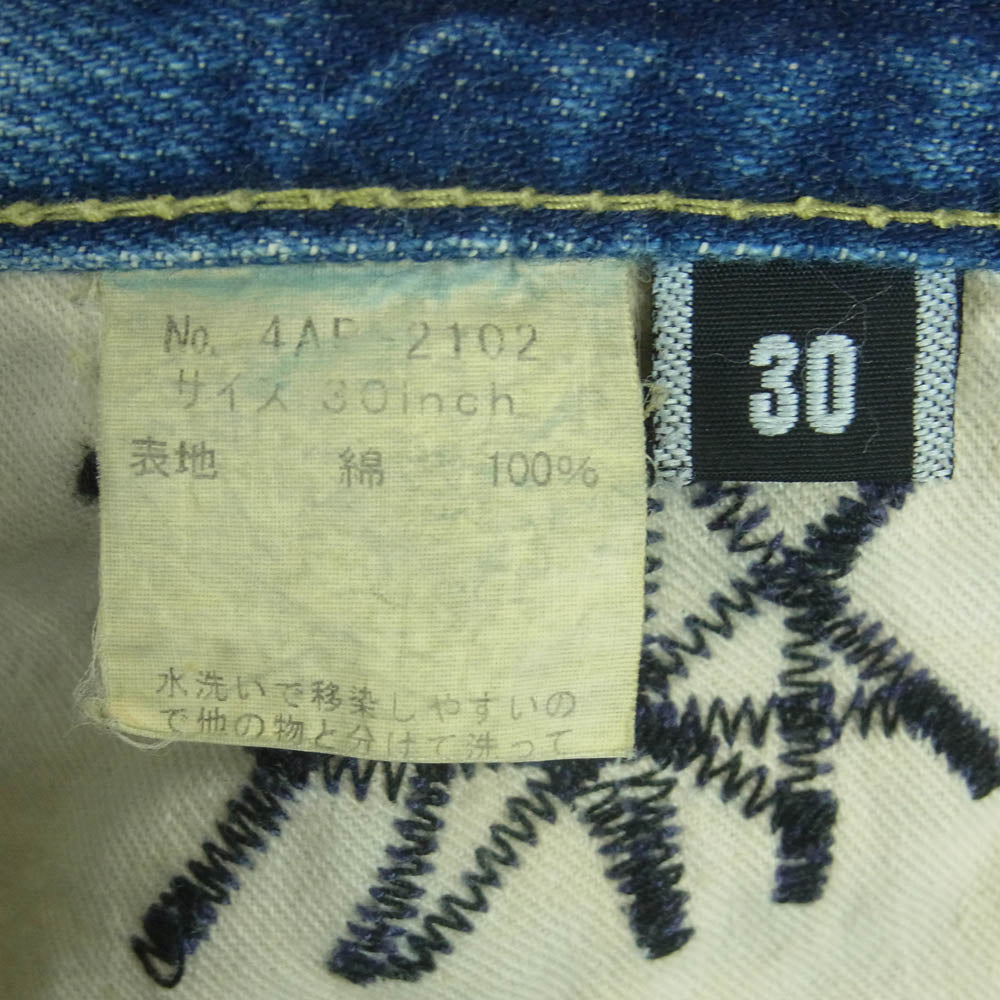 No. 2102
サイズ 30inch
表地 綿 100%
水洗いで移染しやすいの
で他の物と分けて洗って
30